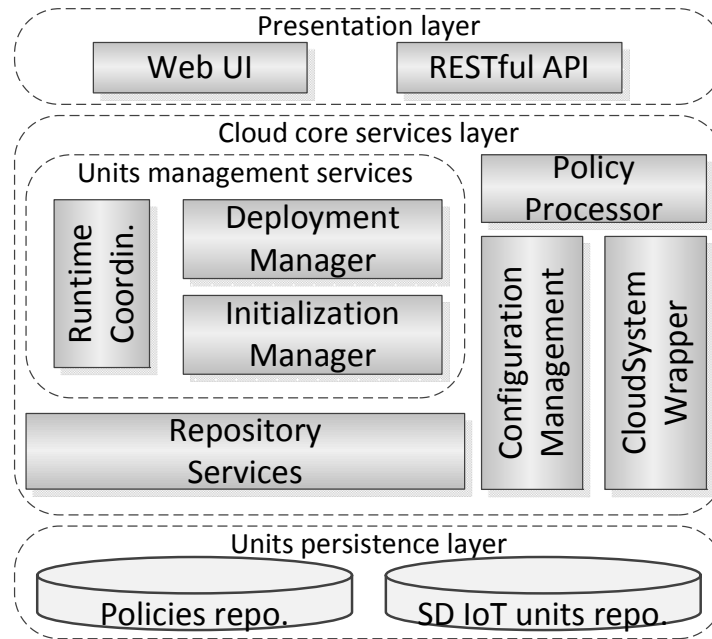 Presentation layer
Web UI
RESTful API
Cloud core services layer
Units management services
Runtime
Coordin.
Deployment
Manager
Initialization
Manager
Policy
Processor
Configuration
Management
CloudSystem
Wrapper
Repository
Services
Units persistence layer
Policies repo.
SD IoT units repo.